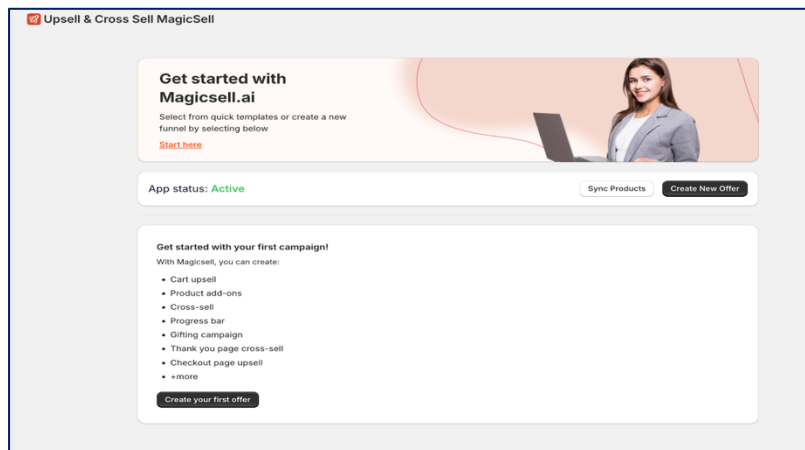 Upsell & Cross Sell MagicSell
Get started with
Magicsell.ai
Select from quick templates or create a new
funnel by selecting below
Start here
App status: Active
Sync Products
Create New Offer
Get started with your first campaign!
With Magicsell, you can create:
• Cart upsell
• Product add-ons
• Cross-sell
• Progress bar
• Gifting campaign
• Thank you page cross-sell
• Checkout page upsell
• +more
Create your first offer